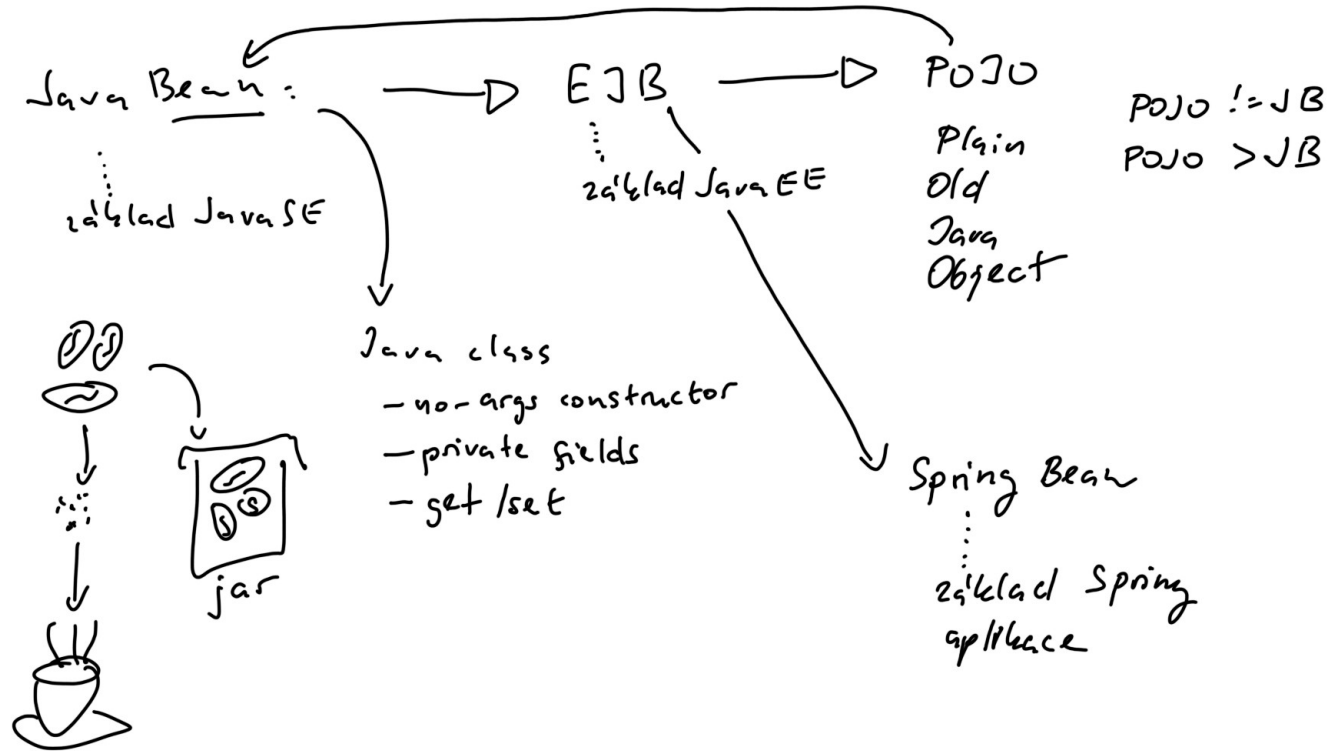 Java Bean:
EJB
POJO
POJO != JB
POJO > JB
Plain
Old
Java
Object
základ JavaSE
základ JavaEE
Java class
- no-args constructor
- private fields
- get/set
jar
Spring Bean
základ Spring
aplikace